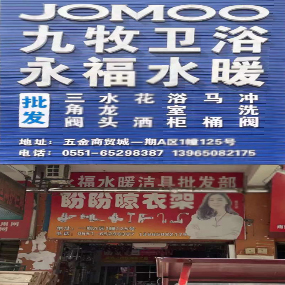 JOMOO
九牧卫浴
永福水暖
批发
三角阀 水龙头 花洒 浴室柜 马桶 冲洗阀
地址：五金商贸城一期A区1幢125号
电话：0551-65298387 13965082175
永福水暖洁具批发部
盼盼晾衣架